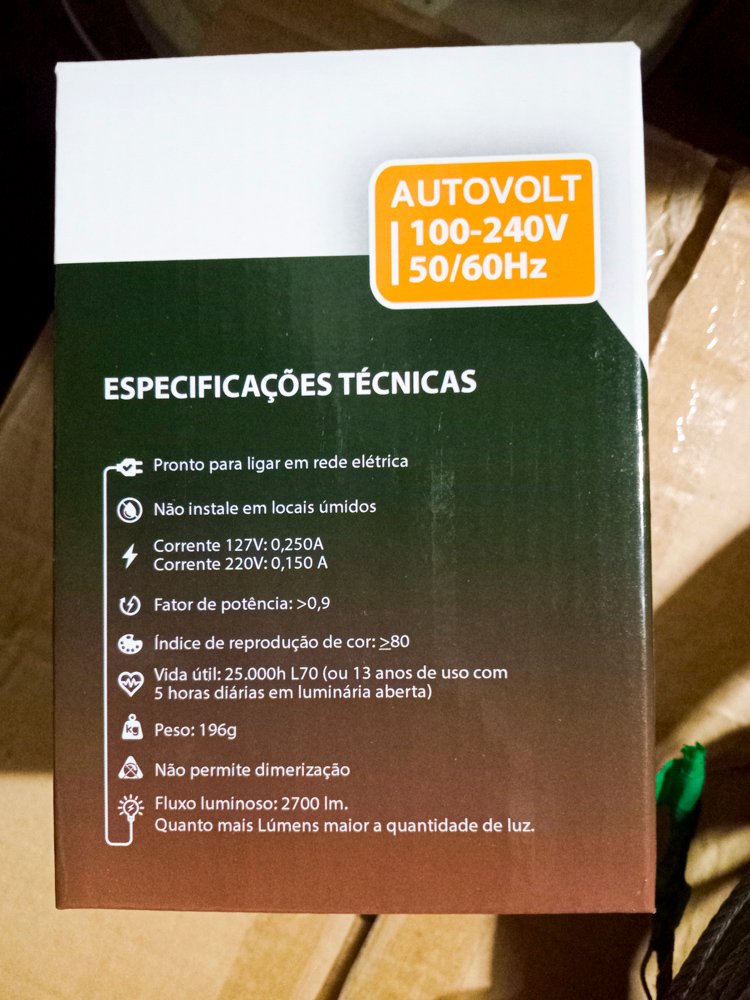 AUTOVOLT
100-240V
50/60Hz
ESPECIFICAÇÕES TÉCNICAS
Pronto para ligar em rede elétrica
Não instale em locais úmidos
Corrente 127V: 0,250A
Corrente 220V: 0,150 A
Fator de potência: >0,9
Índice de reprodução de cor: ≥80
Vida útil: 25.000h L70 (ou 13 anos de uso com
5 horas diárias em luminária aberta)
kg
Peso: 196g
Não permite dimerização
Fluxo luminoso: 2700 lm.
Quanto mais Lúmens maior a quantidade de luz.